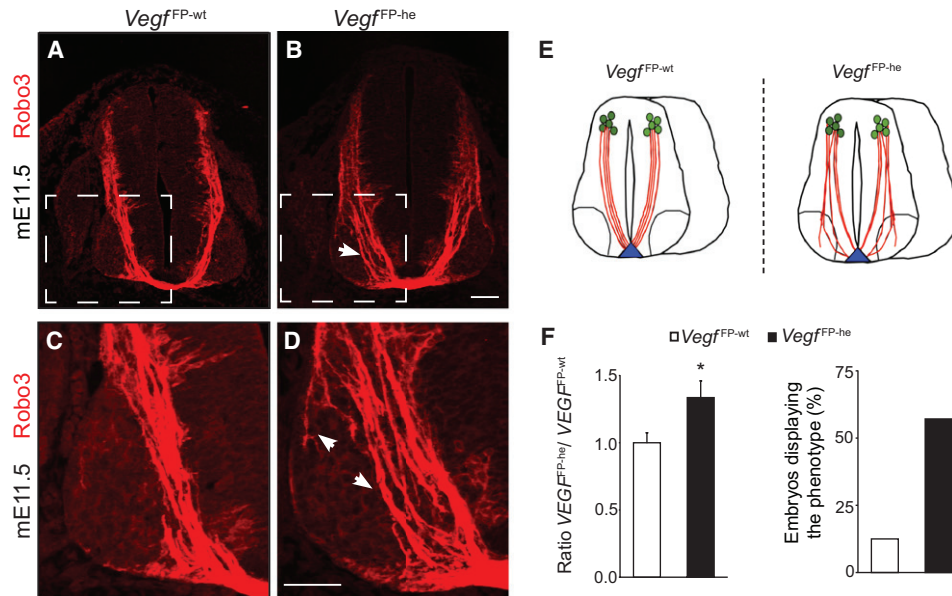 Vegf FP-wt
Vegf FP-he
A
B
mE11.5 Robo3
C
D
mE11.5 Robo3
E
Vegf FP-wt
Vegf FP-he
F
Vegf FP-wt
Vegf FP-he
Ratio VEGF FP-he/ VEGF FP-wt
1.5
1.0
0.5
0.0
*
Embryos displaying
the phenotype (%)
75
50
25
0